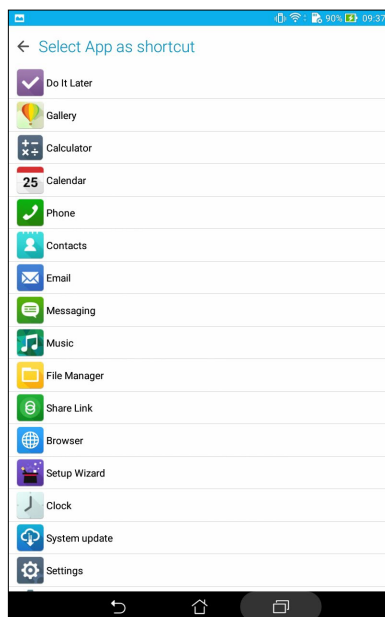 90% 09:37
Select App as shortcut
Do It Later
Gallery
Calculator
25 Calendar
Phone
Contacts
Email
Messaging
Music
File Manager
Share Link
Browser
Setup Wizard
Clock
System update
Settings